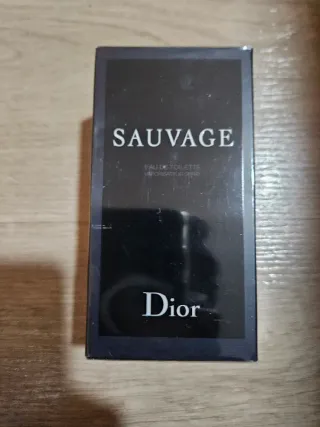 SAUVAGE
EAU DE TOILETTE
Dior